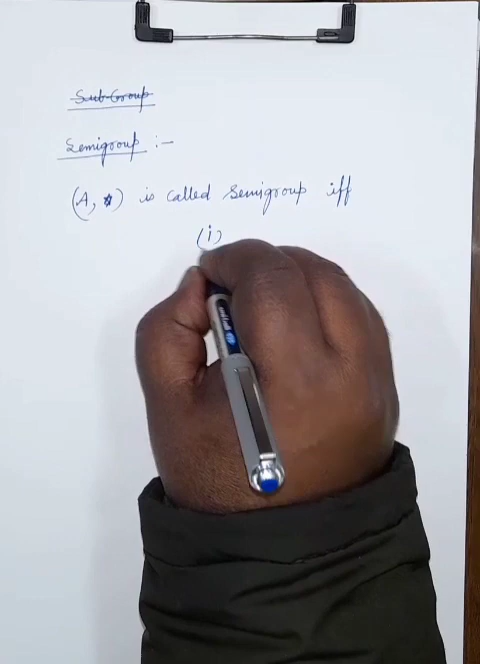 Sub Group
Semigroup :-
(A, *) is called Semigroup iff
(i)